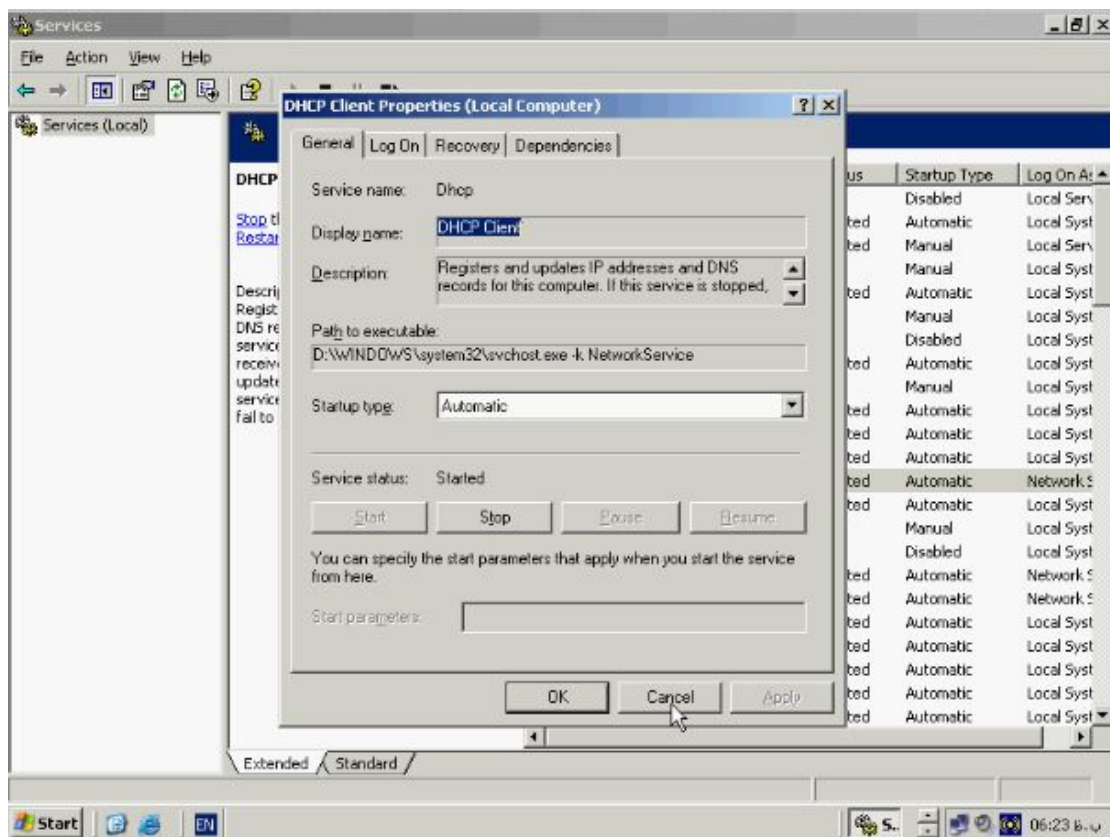 Services
File Action View Help
Services (Local)
DHCP
Stop t
Restar
Descri
Regist
DNS re
service
receiv
update
service
fail to
DHCP Client Properties (Local Computer)
General Log On Recovery Dependencies
Service name: Dhcp
Display name: DHCP Client
Description: Registers and updates IP addresses and DNS
records for this computer. If this service is stopped,
Path to executable:
D:\WINDOWS\system32\svchost.exe -k NetworkService
Startup type: Automatic
Service status: Started
Start Stop Pause Resume
You can specify the start parameters that apply when you start the service
from here.
Start parameters:
OK Cancel Apply
us Startup Type Log On As
Disabled Local Serv
ted Automatic Local Syst
ted Manual Local Serv
Manual Local Syst
ted Automatic Local Syst
Manual Local Syst
Disabled Local Syst
ted Automatic Local Syst
Manual Local Syst
ted Automatic Local Syst
ted Automatic Local Syst
ted Automatic Local Syst
ted Automatic Network S
ted Automatic Local Syst
Manual Local Syst
Disabled Local Syst
ted Automatic Network S
ted Automatic Network S
ted Automatic Local Syst
ted Automatic Local Syst
ted Automatic Local Syst
ted Automatic Local Syst
ted Automatic Local Syst
Extended Standard
Start EN S.. 06:23 ب.ظ